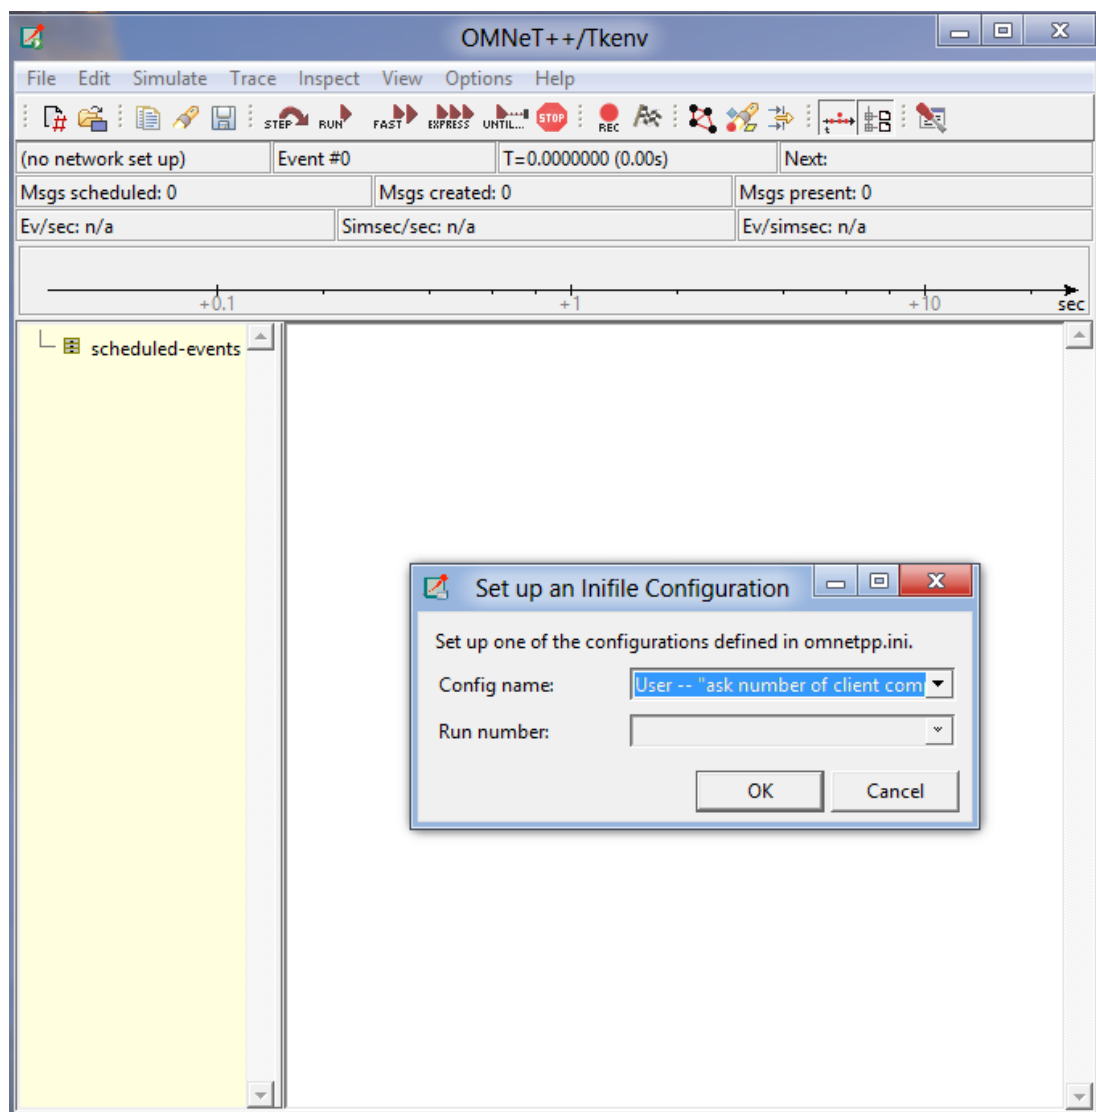 OMNeT++/Tkenv
File Edit Simulate Trace Inspect View Options Help
STEP RUN FAST EXPRESS UNTIL... STOP REC
(no network set up) Event #0 T=0.0000000 (0.00s) Next:
Msgs scheduled: 0 Msgs created: 0 Msgs present: 0
Ev/sec: n/a Simsec/sec: n/a Ev/simsec: n/a
+0.1 +1 +10 sec
scheduled-events
Set up an Inifile Configuration
Set up one of the configurations defined in omnetpp.ini.
Config name: User -- "ask number of client com
Run number:
OK Cancel